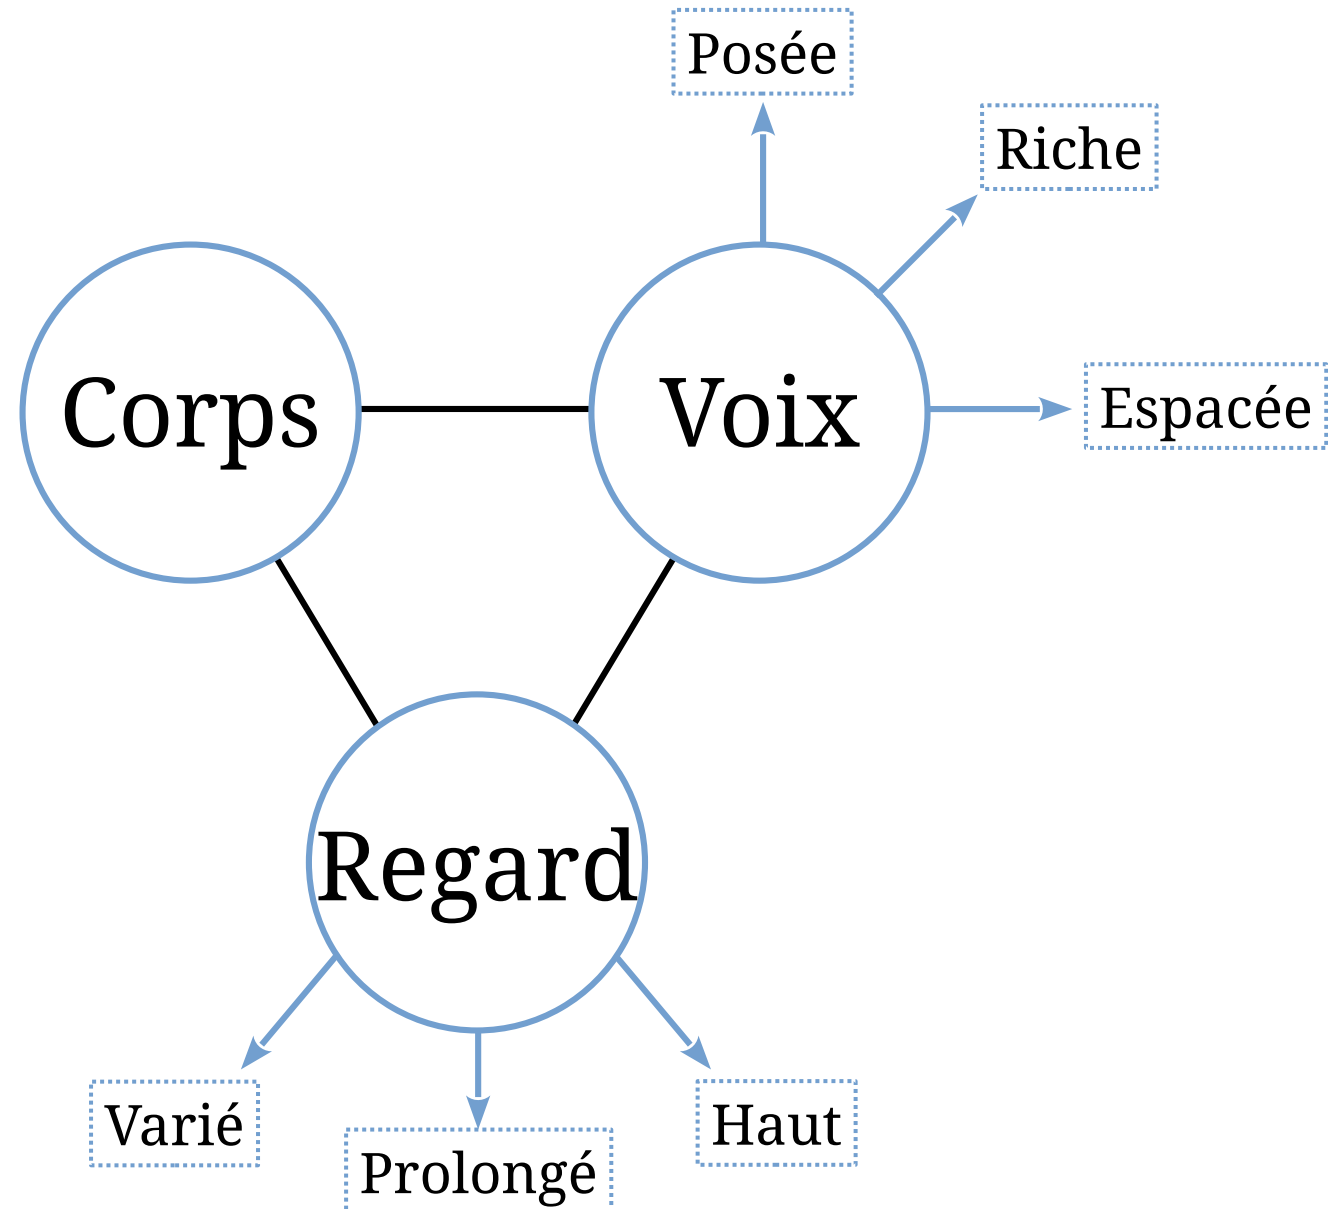 Posée
Riche
Corps
Voix
Espacée
Regard
Varié
Prolongé
Haut